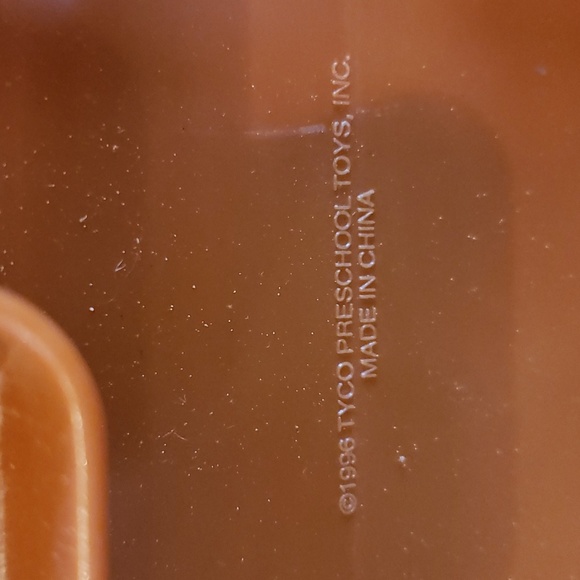 ©1996 TYCO PRESCHOOL TOYS, INC.
MADE IN CHINA